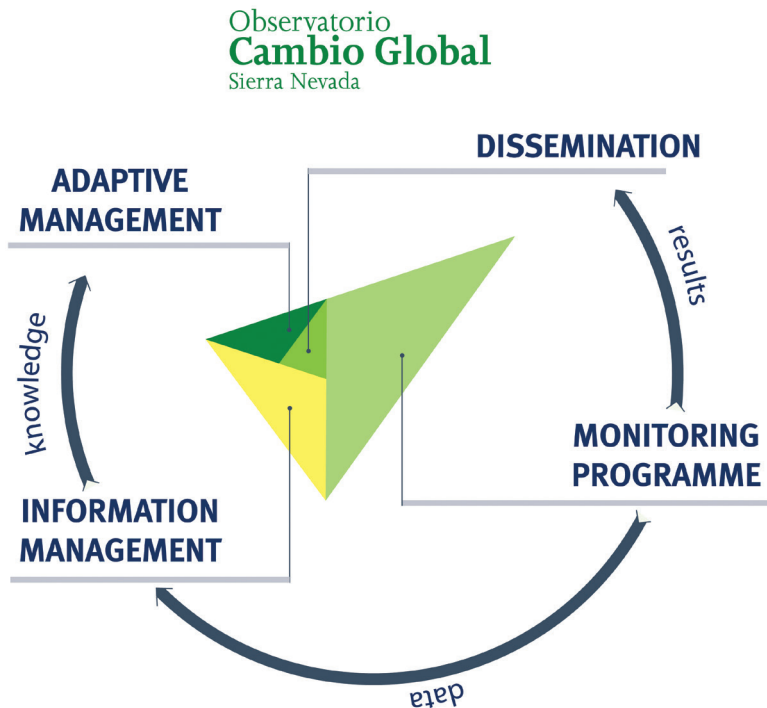 Observatorio
Cambio Global
Sierra Nevada
DISSEMINATION
ADAPTIVE
MANAGEMENT
results
knowledge
MONITORING
PROGRAMME
INFORMATION
MANAGEMENT
data